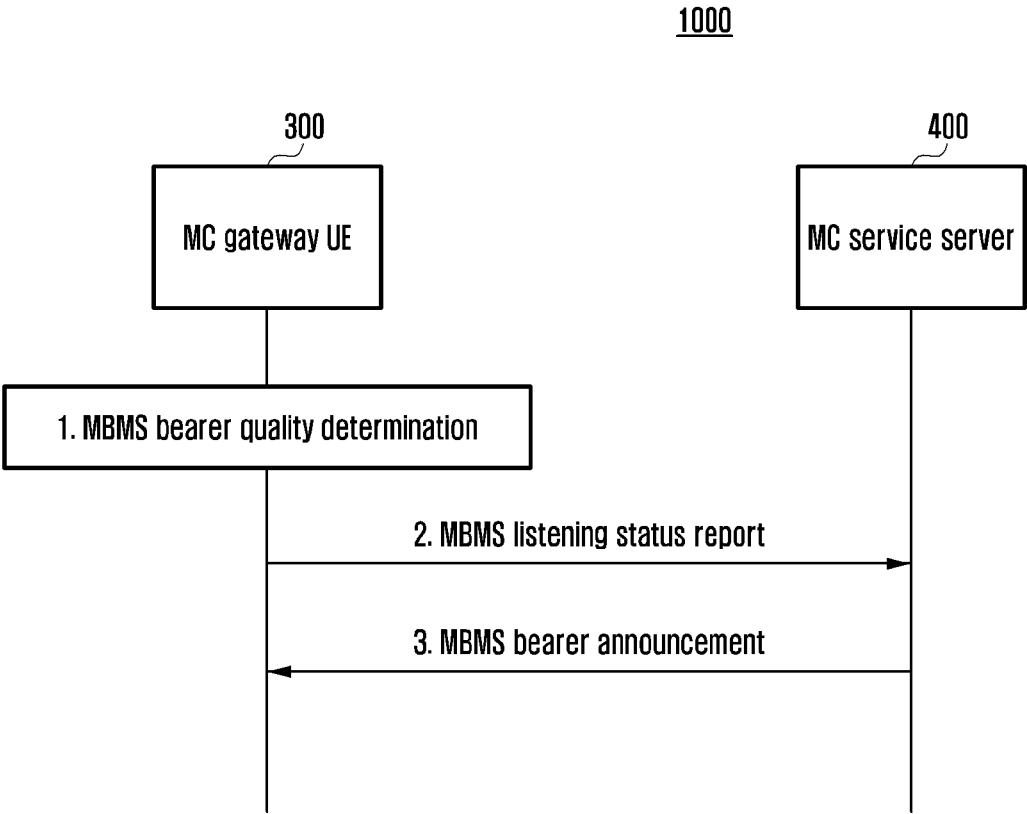 1000
300
400
MC gateway UE
MC service server
1. MBMS bearer quality determination
2. MBMS listening status report
3. MBMS bearer announcement